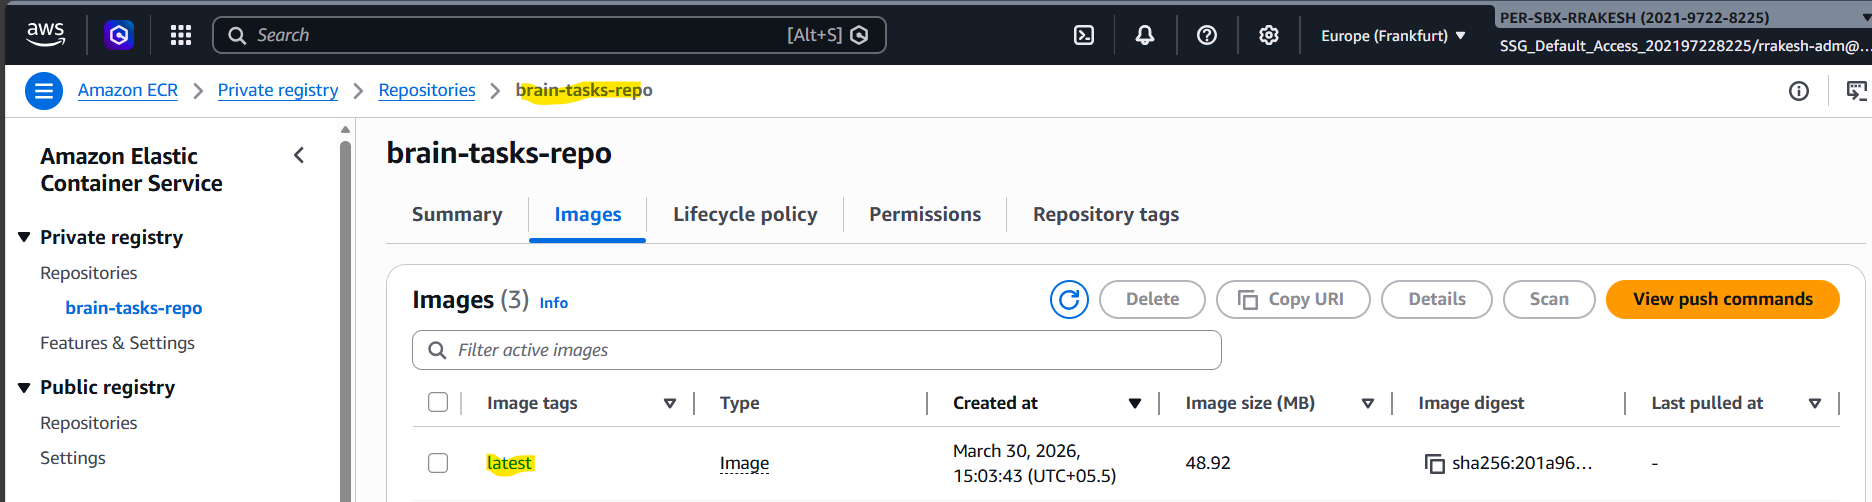 aws
Search
[Alt+S]
Europe (Frankfurt)
PER-SBX-RRAKESH (2021-9722-8225)
SSG_Default_Access_202197228225/rrakesh-adm@...
Amazon ECR
Private registry
Repositories
brain-tasks-repo
Amazon Elastic
Container Service
Private registry
Repositories
brain-tasks-repo
Features & Settings
Public registry
Repositories
Settings
brain-tasks-repo
Summary
Images
Lifecycle policy
Permissions
Repository tags
Images (3) Info
Delete
Copy URI
Details
Scan
View push commands
Filter active images
Image tags
Type
Created at
Image size (MB)
Image digest
Last pulled at
latest
Image
March 30, 2026,
15:03:43 (UTC+05.5)
48.92
sha256:201a96...
-